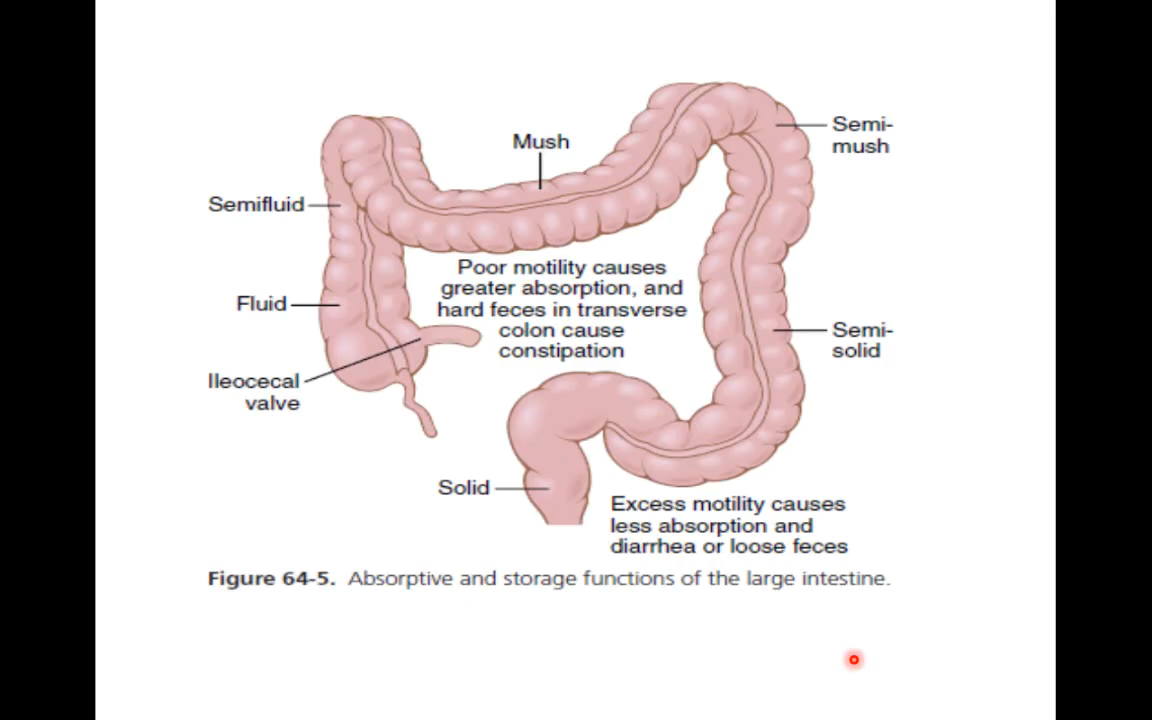 Mush
Semi-
mush
Semifluid
Poor motility causes
greater absorption, and
hard feces in transverse
colon cause
constipation
Fluid
Semi-
solid
Ileocecal
valve
Solid
Excess motility causes
less absorption and
diarrhea or loose feces
Figure 64-5. Absorptive and storage functions of the large intestine.